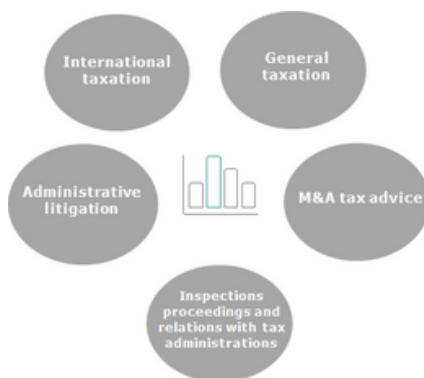 International
taxation
General
taxation
Administrative
litigation
M&A tax advice
Inspections
proceedings and
relations with tax
administrations